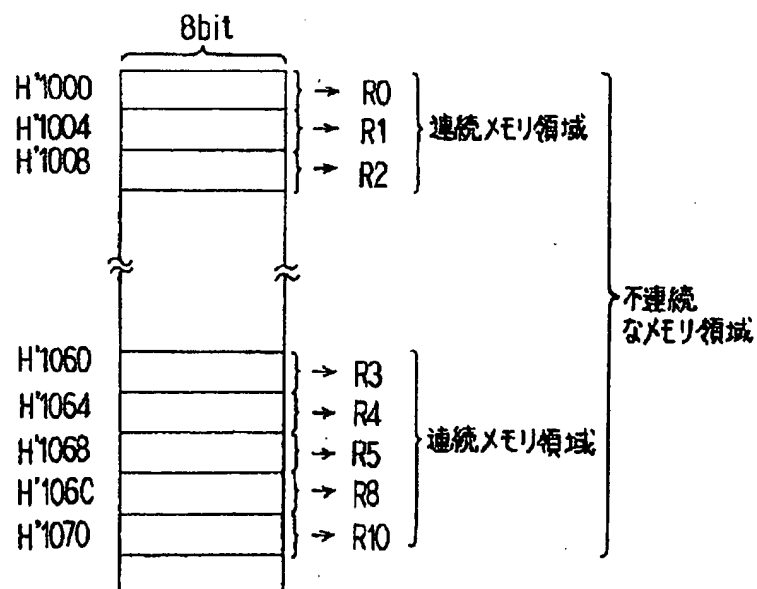 8bit
H'1000 → R0
H'1004 → R1 連続メモリ領域
H'1008 → R2
不連続
なメモリ領域
H'1060 → R3
H'1064 → R4
H'1068 → R5 連続メモリ領域
H'106C → R8
H'1070 → R10